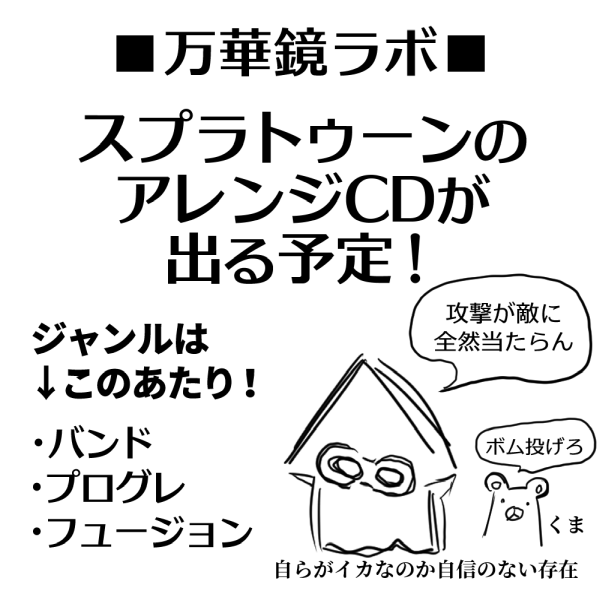 ■万華鏡ラボ■
スプラトゥーンの
アレンジCDが
出る予定！
ジャンルは
↓このあたり！
・バンド
・プログレ
・フュージョン
攻撃が敵に
全然当たらん
ボム投げろ
くま
自らがイカなのか自信のない存在